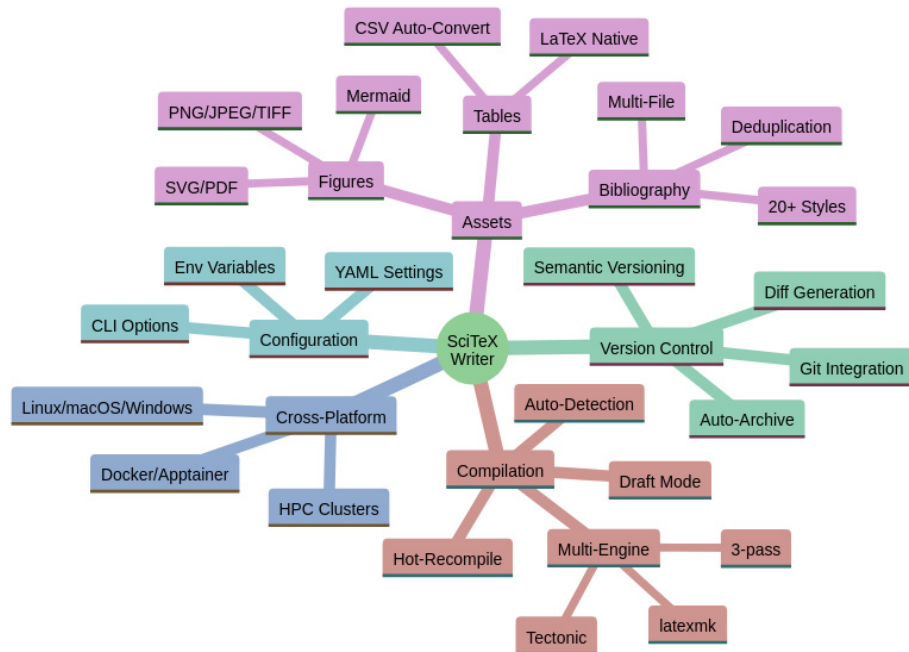 CSV Auto-Convert
LaTeX Native
PNG/JPEG/TIFF
Mermaid
Tables
Multi-File
Deduplication
SVG/PDF
Figures
Bibliography
20+ Styles
Assets
Env Variables
YAML Settings
Semantic Versioning
Diff Generation
CLI Options
Configuration
SciTeX
Writer
Version Control
Git Integration
Linux/macOS/Windows
Cross-Platform
Auto-Detection
Auto-Archive
Docker/Apptainer
HPC Clusters
Compilation
Draft Mode
Hot-Recompile
Multi-Engine
3-pass
Tectonic
latexmk